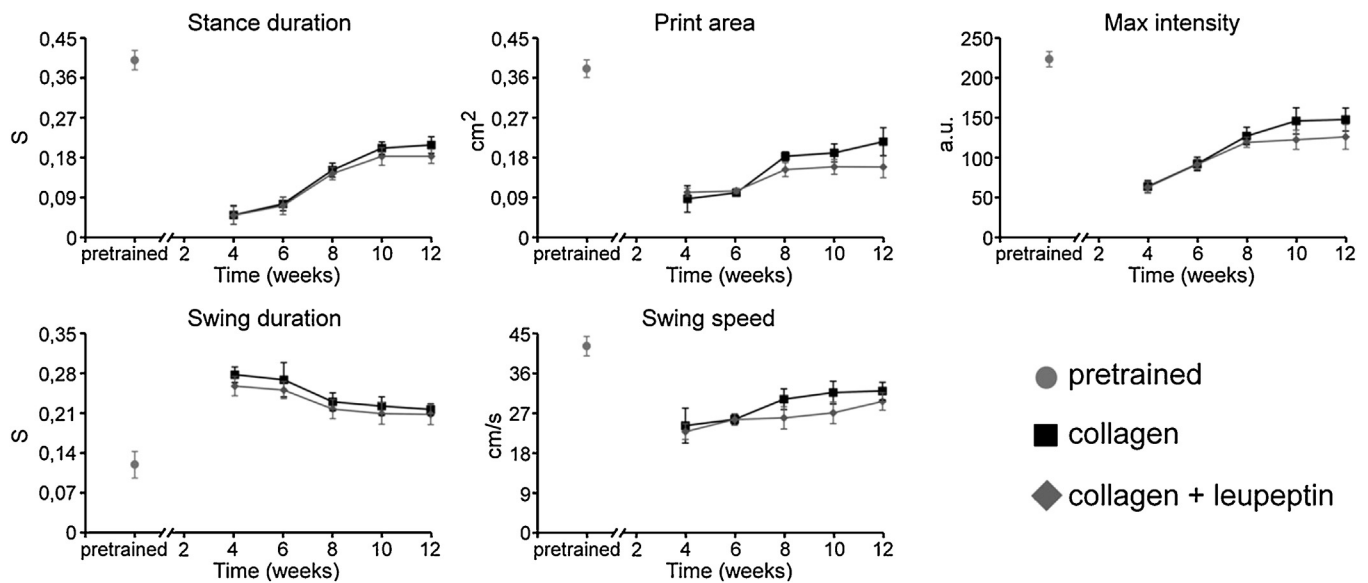 Stance duration
0,45
0,36
0,27
0,18
0,09
0
S
pretrained 2 4 6 8 10 12
Time (weeks)
Print area
0,45
0,36
0,27
0,18
0,09
0
cm²
pretrained 2 4 6 8 10 12
Time (weeks)
Max intensity
250
200
150
100
50
0
a.u.
pretrained 2 4 6 8 10 12
Time (weeks)
Swing duration
0,35
0,28
0,21
0,14
0,07
0
S
pretrained 2 4 6 8 10 12
Time (weeks)
Swing speed
45
36
27
18
9
0
cm/s
pretrained 2 4 6 8 10 12
Time (weeks)
pretrained
collagen
collagen + leupeptin